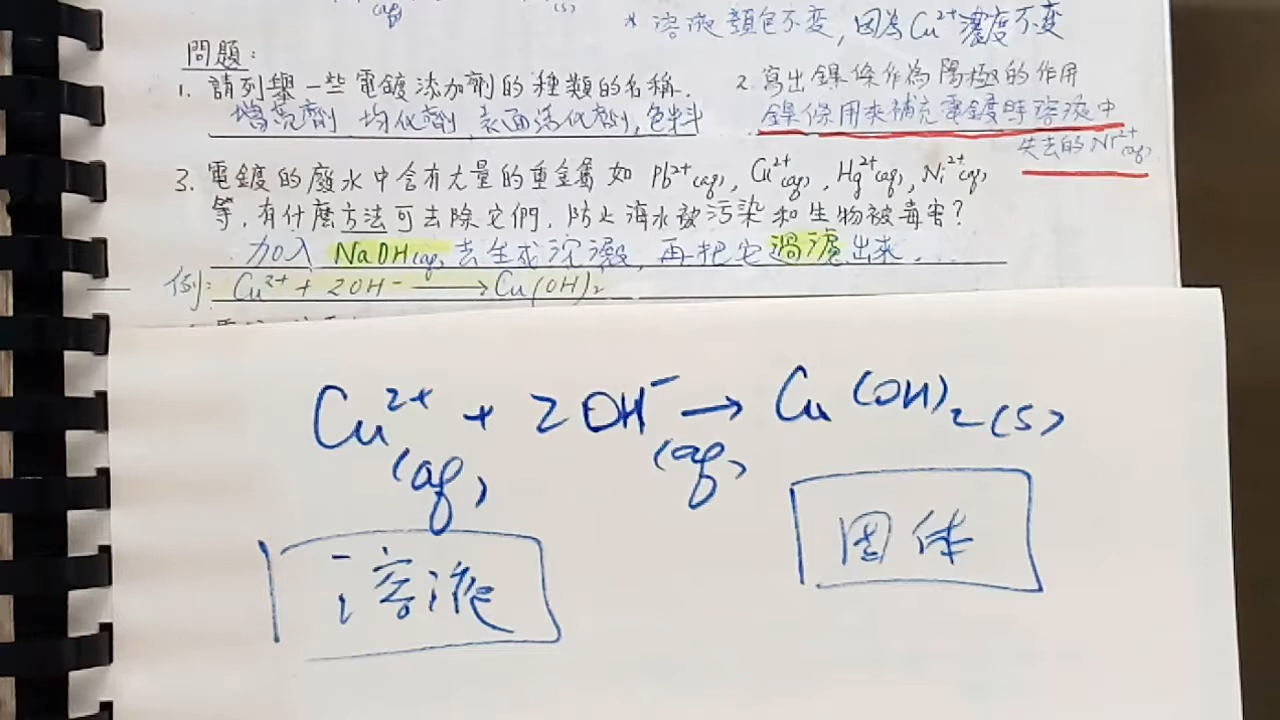 (aq) (s)
* 溶液顏色不变,因為Cu²⁺濃度不变
問題:
1. 請列舉一些電鍍添加劑的種類的名稱.
增亮劑 均化劑 表面活化劑,色料
2. 寫出鎳條作為陽極的作用
鎳條用來補充電鍍時溶液中
失去的Ni²⁺(aq)
3. 電鍍的廢水中含有大量的重金屬如 Pb²⁺(aq), Cu²⁺(aq), Hg²⁺(aq), Ni²⁺(aq)
等,有什麼方法可去除它們,防止海水被污染和生物被毒害?
加入 NaOH(aq) 去生成沉澱,再把它過濾出來.
例: Cu²⁺ + 2OH⁻ → Cu(OH)₂
Cu²⁺(aq) + 2OH⁻(aq) → Cu(OH)₂(s)
溶液 固体